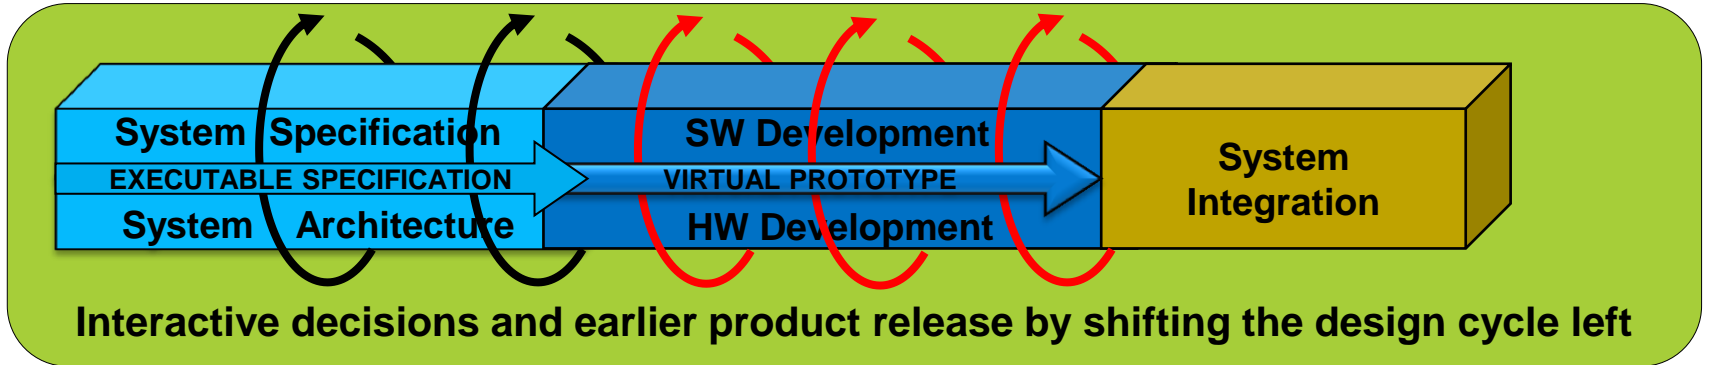 System Specification
EXECUTABLE SPECIFICATION
System Architecture
SW Development
VIRTUAL PROTOTYPE
HW Development
System
Integration
Interactive decisions and earlier product release by shifting the design cycle left